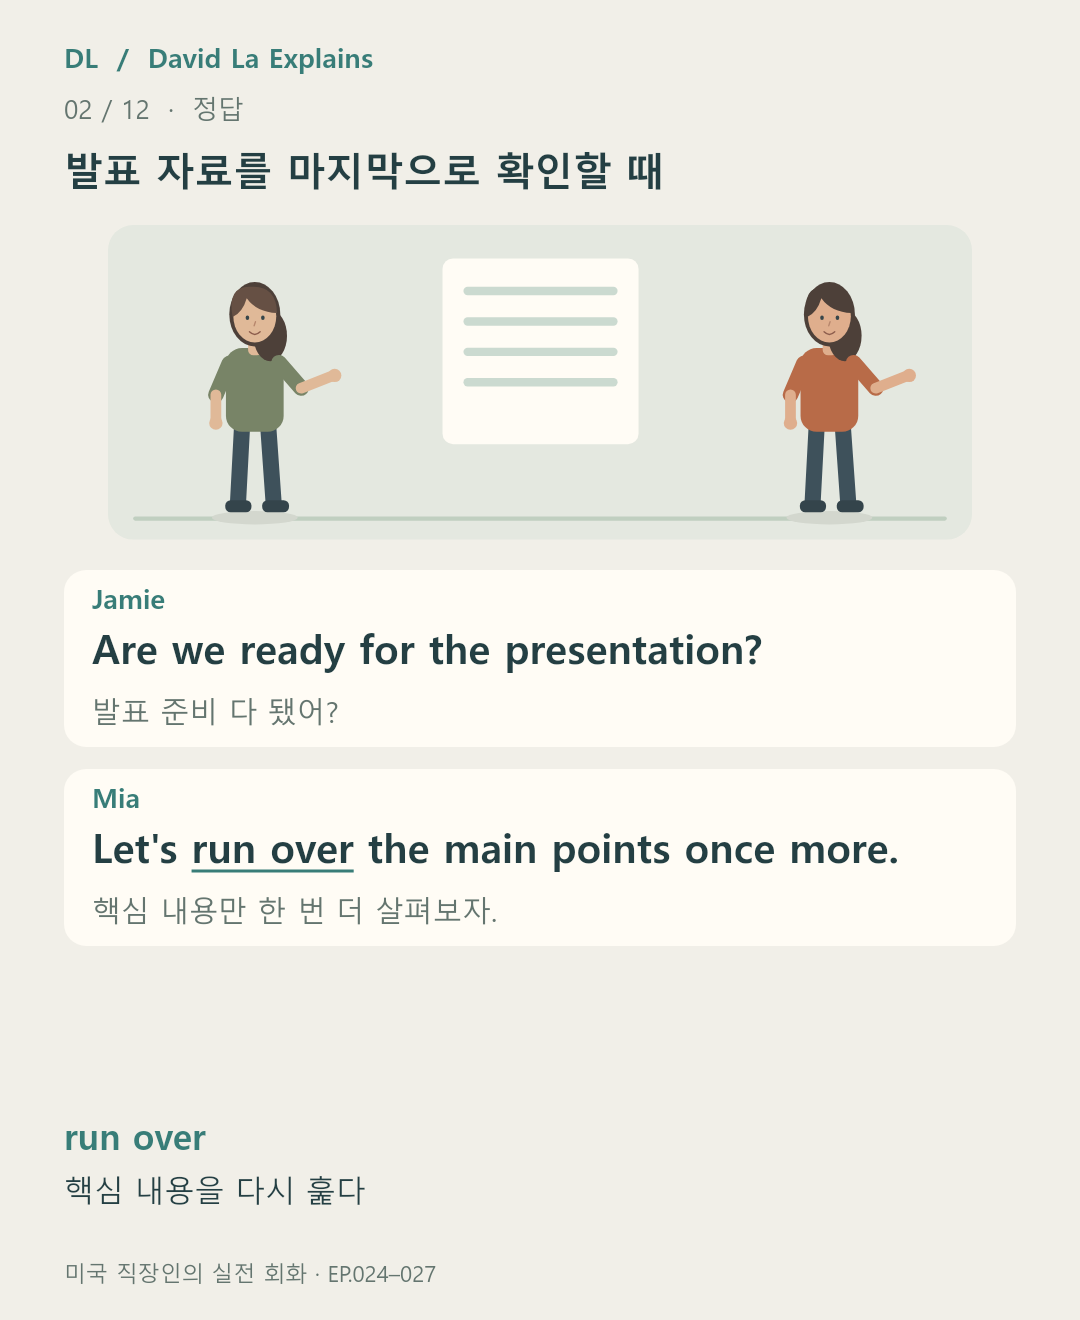 DL / David La Explains
02 / 12 · 정답
발표 자료를 마지막으로 확인할 때
Jamie
Are we ready for the presentation?
발표 준비 다 됐어?
Mia
Let's run over the main points once more.
핵심 내용만 한 번 더 살펴보자.
run over
핵심 내용을 다시 훑다
미국 직장인의 실전 회화 · EP.024–027